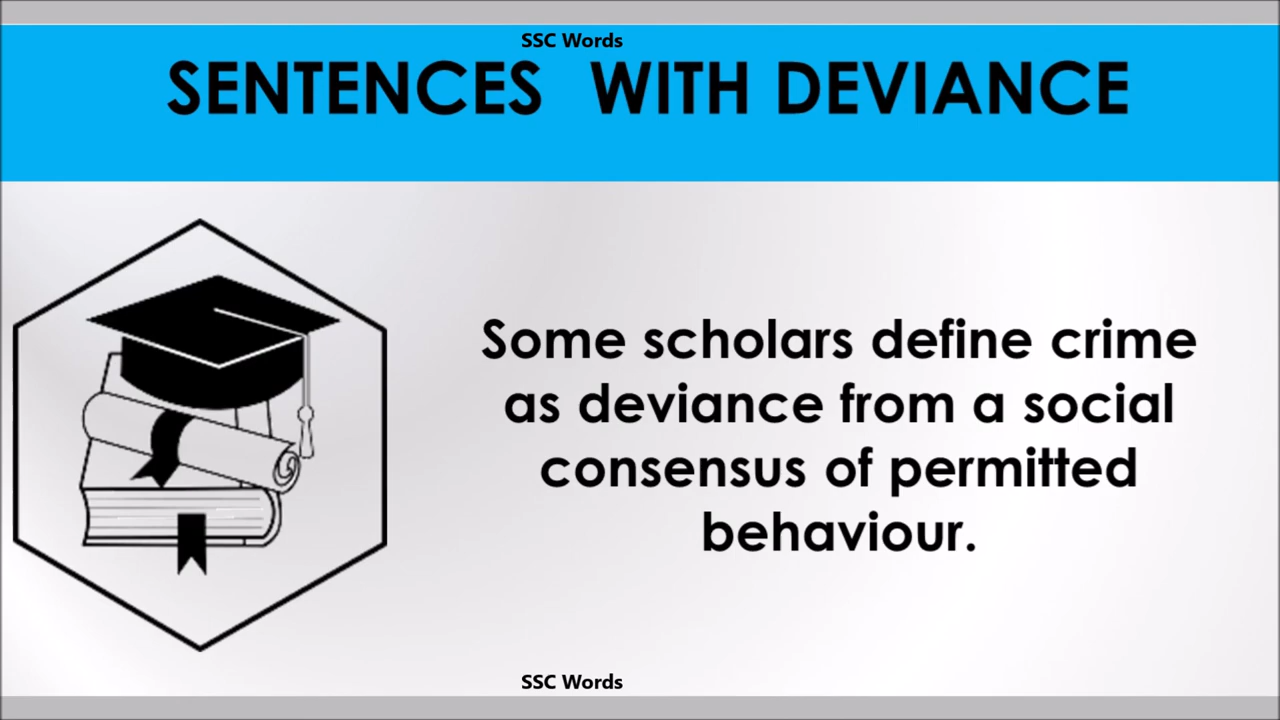 SSC Words
SENTENCES WITH DEVIANCE
Some scholars define crime
as deviance from a social
consensus of permitted
behaviour.
SSC Words